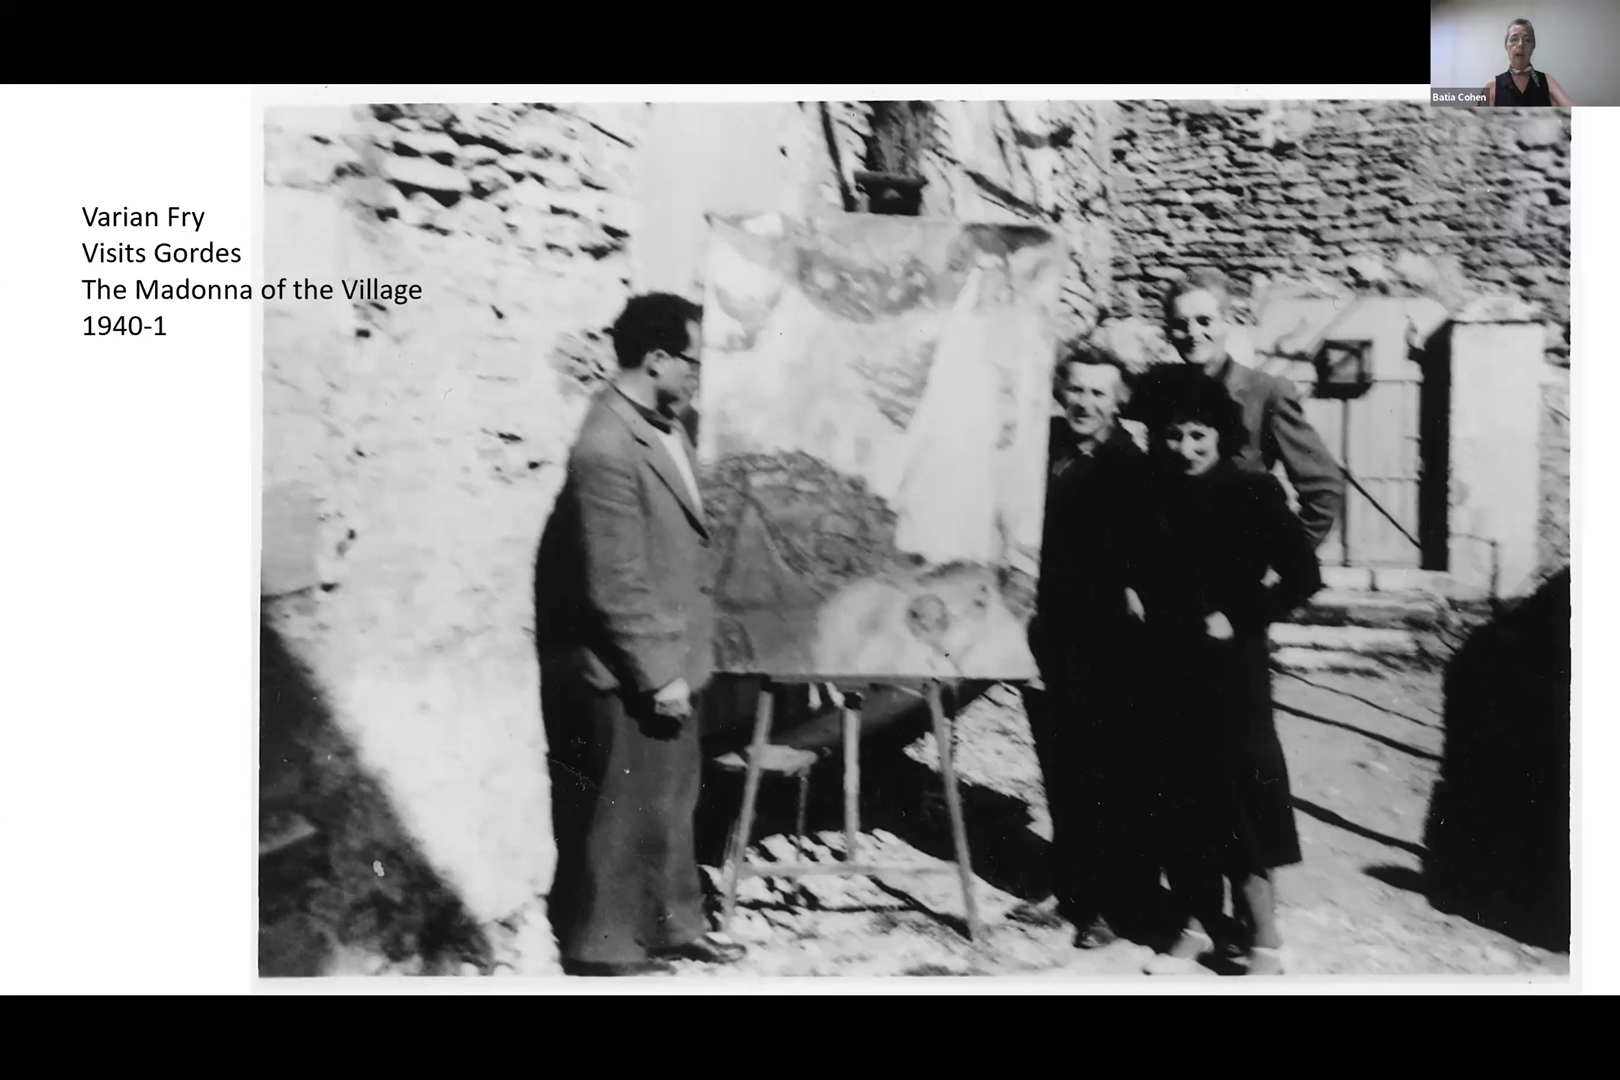 Batia Cohen
Varian Fry
Visits Gordes
The Madonna of the Village
1940-1